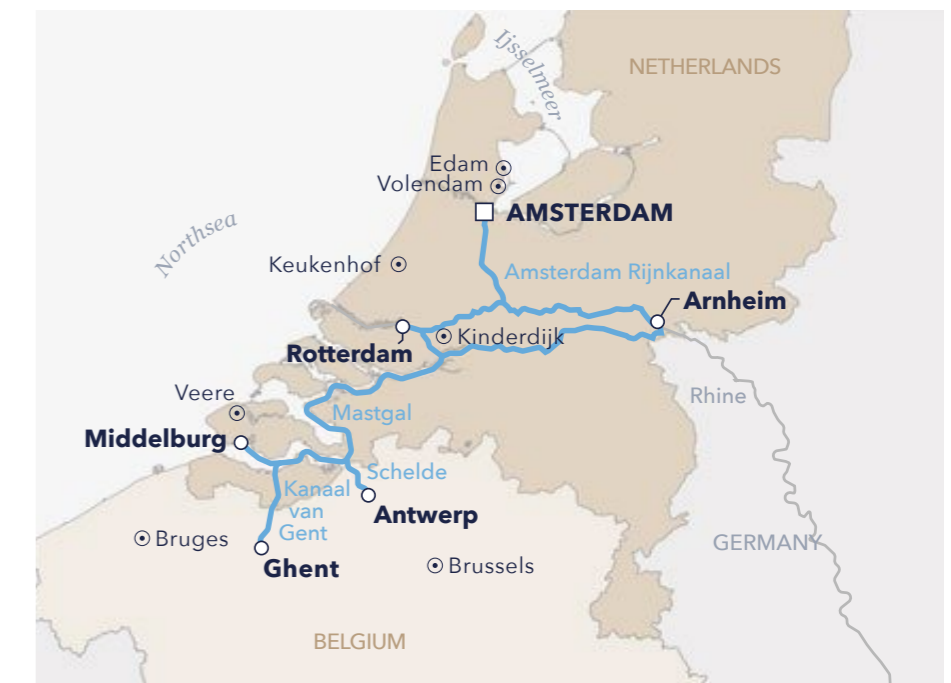 Ijsselmeer
NETHERLANDS
Edam
Volendam
AMSTERDAM
Northsea
Keukenhof
Amsterdam Rijnkanaal
Arnheim
Rotterdam
Kinderdijk
Veere
Mastgal
Rhine
Middelburg
Schelde
Kanaal
van
Gent
Antwerp
Bruges
GERMANY
Ghent
Brussels
BELGIUM